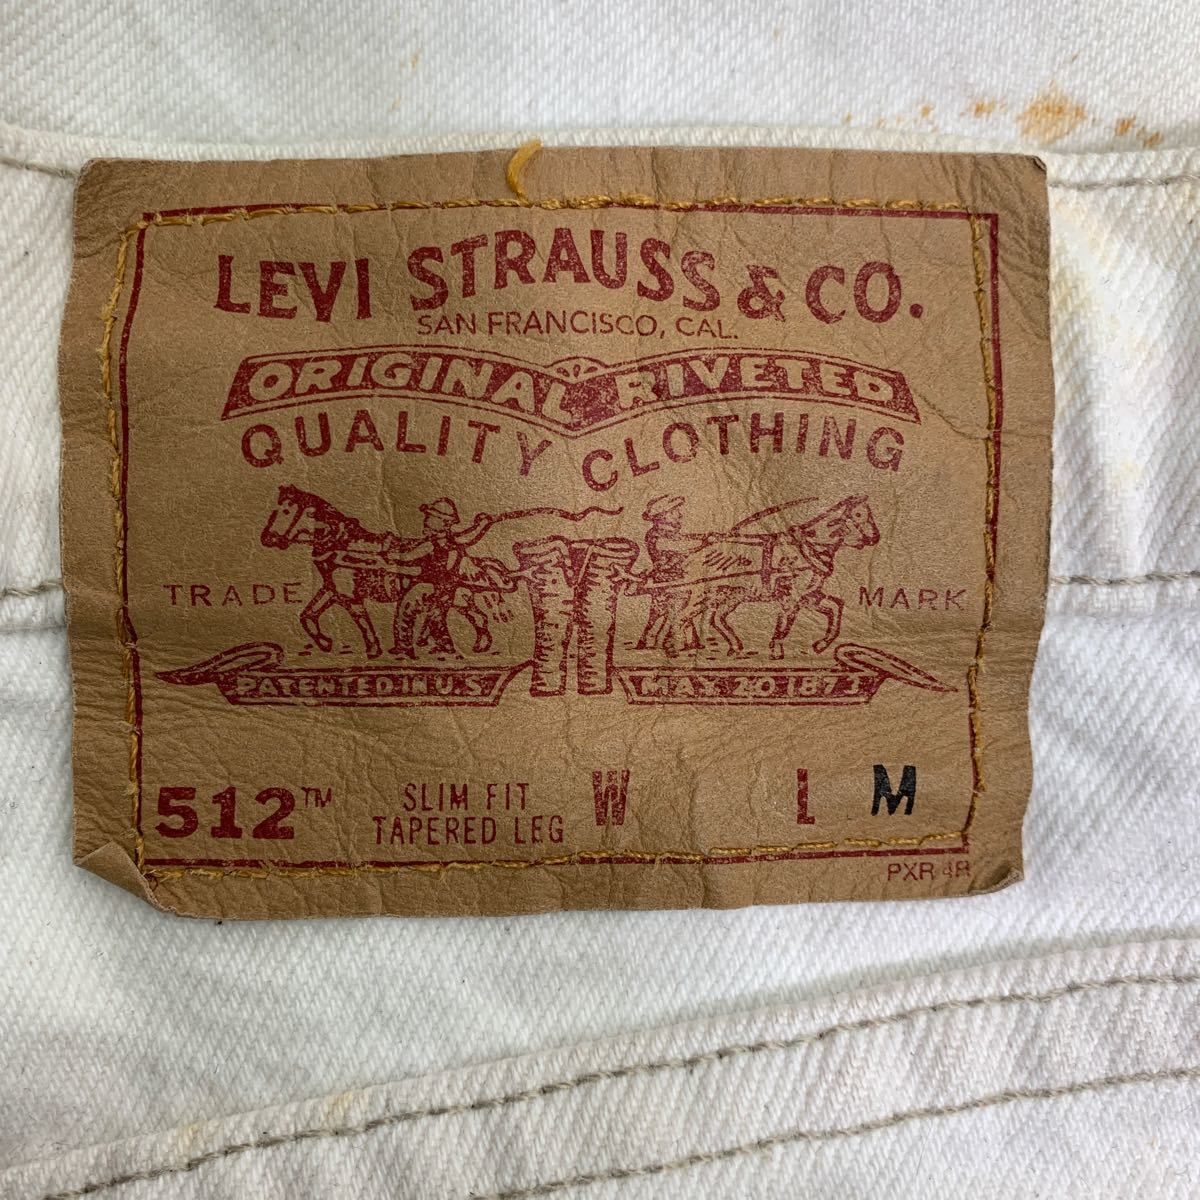 LEVI STRAUSS & CO.
SAN FRANCISCO, CAL.
ORIGINAL RIVETED
QUALITY CLOTHING
TRADE MARK
PATENTED IN U.S. MAY 20 1873
512™ SLIM FIT TAPERED LEG W L M
PXR 4R